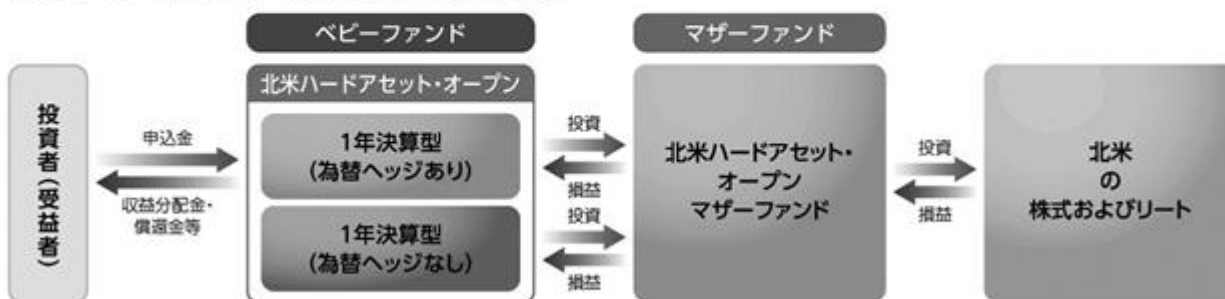 ベビーファンド
マザーファンド
投資者(受益者)
申込金
収益分配金・
償還金等
北米ハードアセット・オープン
1年決算型
(為替ヘッジあり)
1年決算型
(為替ヘッジなし)
投資
損益
投資
損益
北米ハードアセット・
オープン
マザーファンド
投資
損益
北米
の
株式およびリート